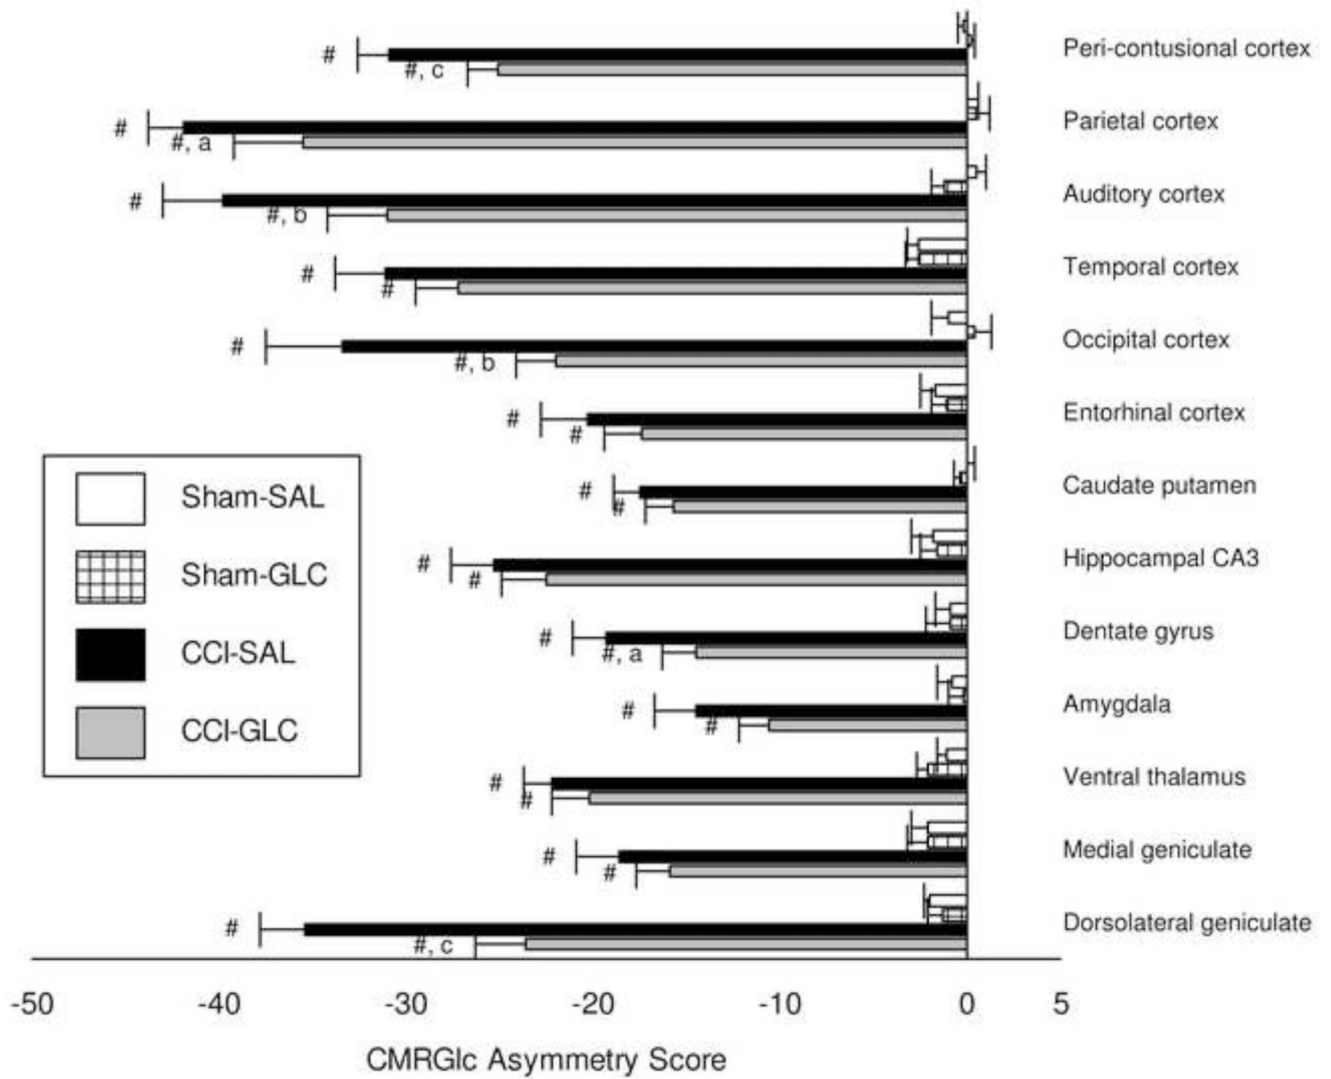 # Peri-contusional cortex
#, c
# Parietal cortex
#, a
# Auditory cortex
#, b
# Temporal cortex
#
# Occipital cortex
#, b
# Entorhinal cortex
#
# Caudate putamen
#
# Hippocampal CA3
#
# Dentate gyrus
#, a
# Amygdala
#
# Ventral thalamus
#
# Medial geniculate
#
# Dorsolateral geniculate
#, c
Sham-SAL
Sham-GLC
CCI-SAL
CCI-GLC
-50 -40 -30 -20 -10 0 5
CMRGlc Asymmetry Score